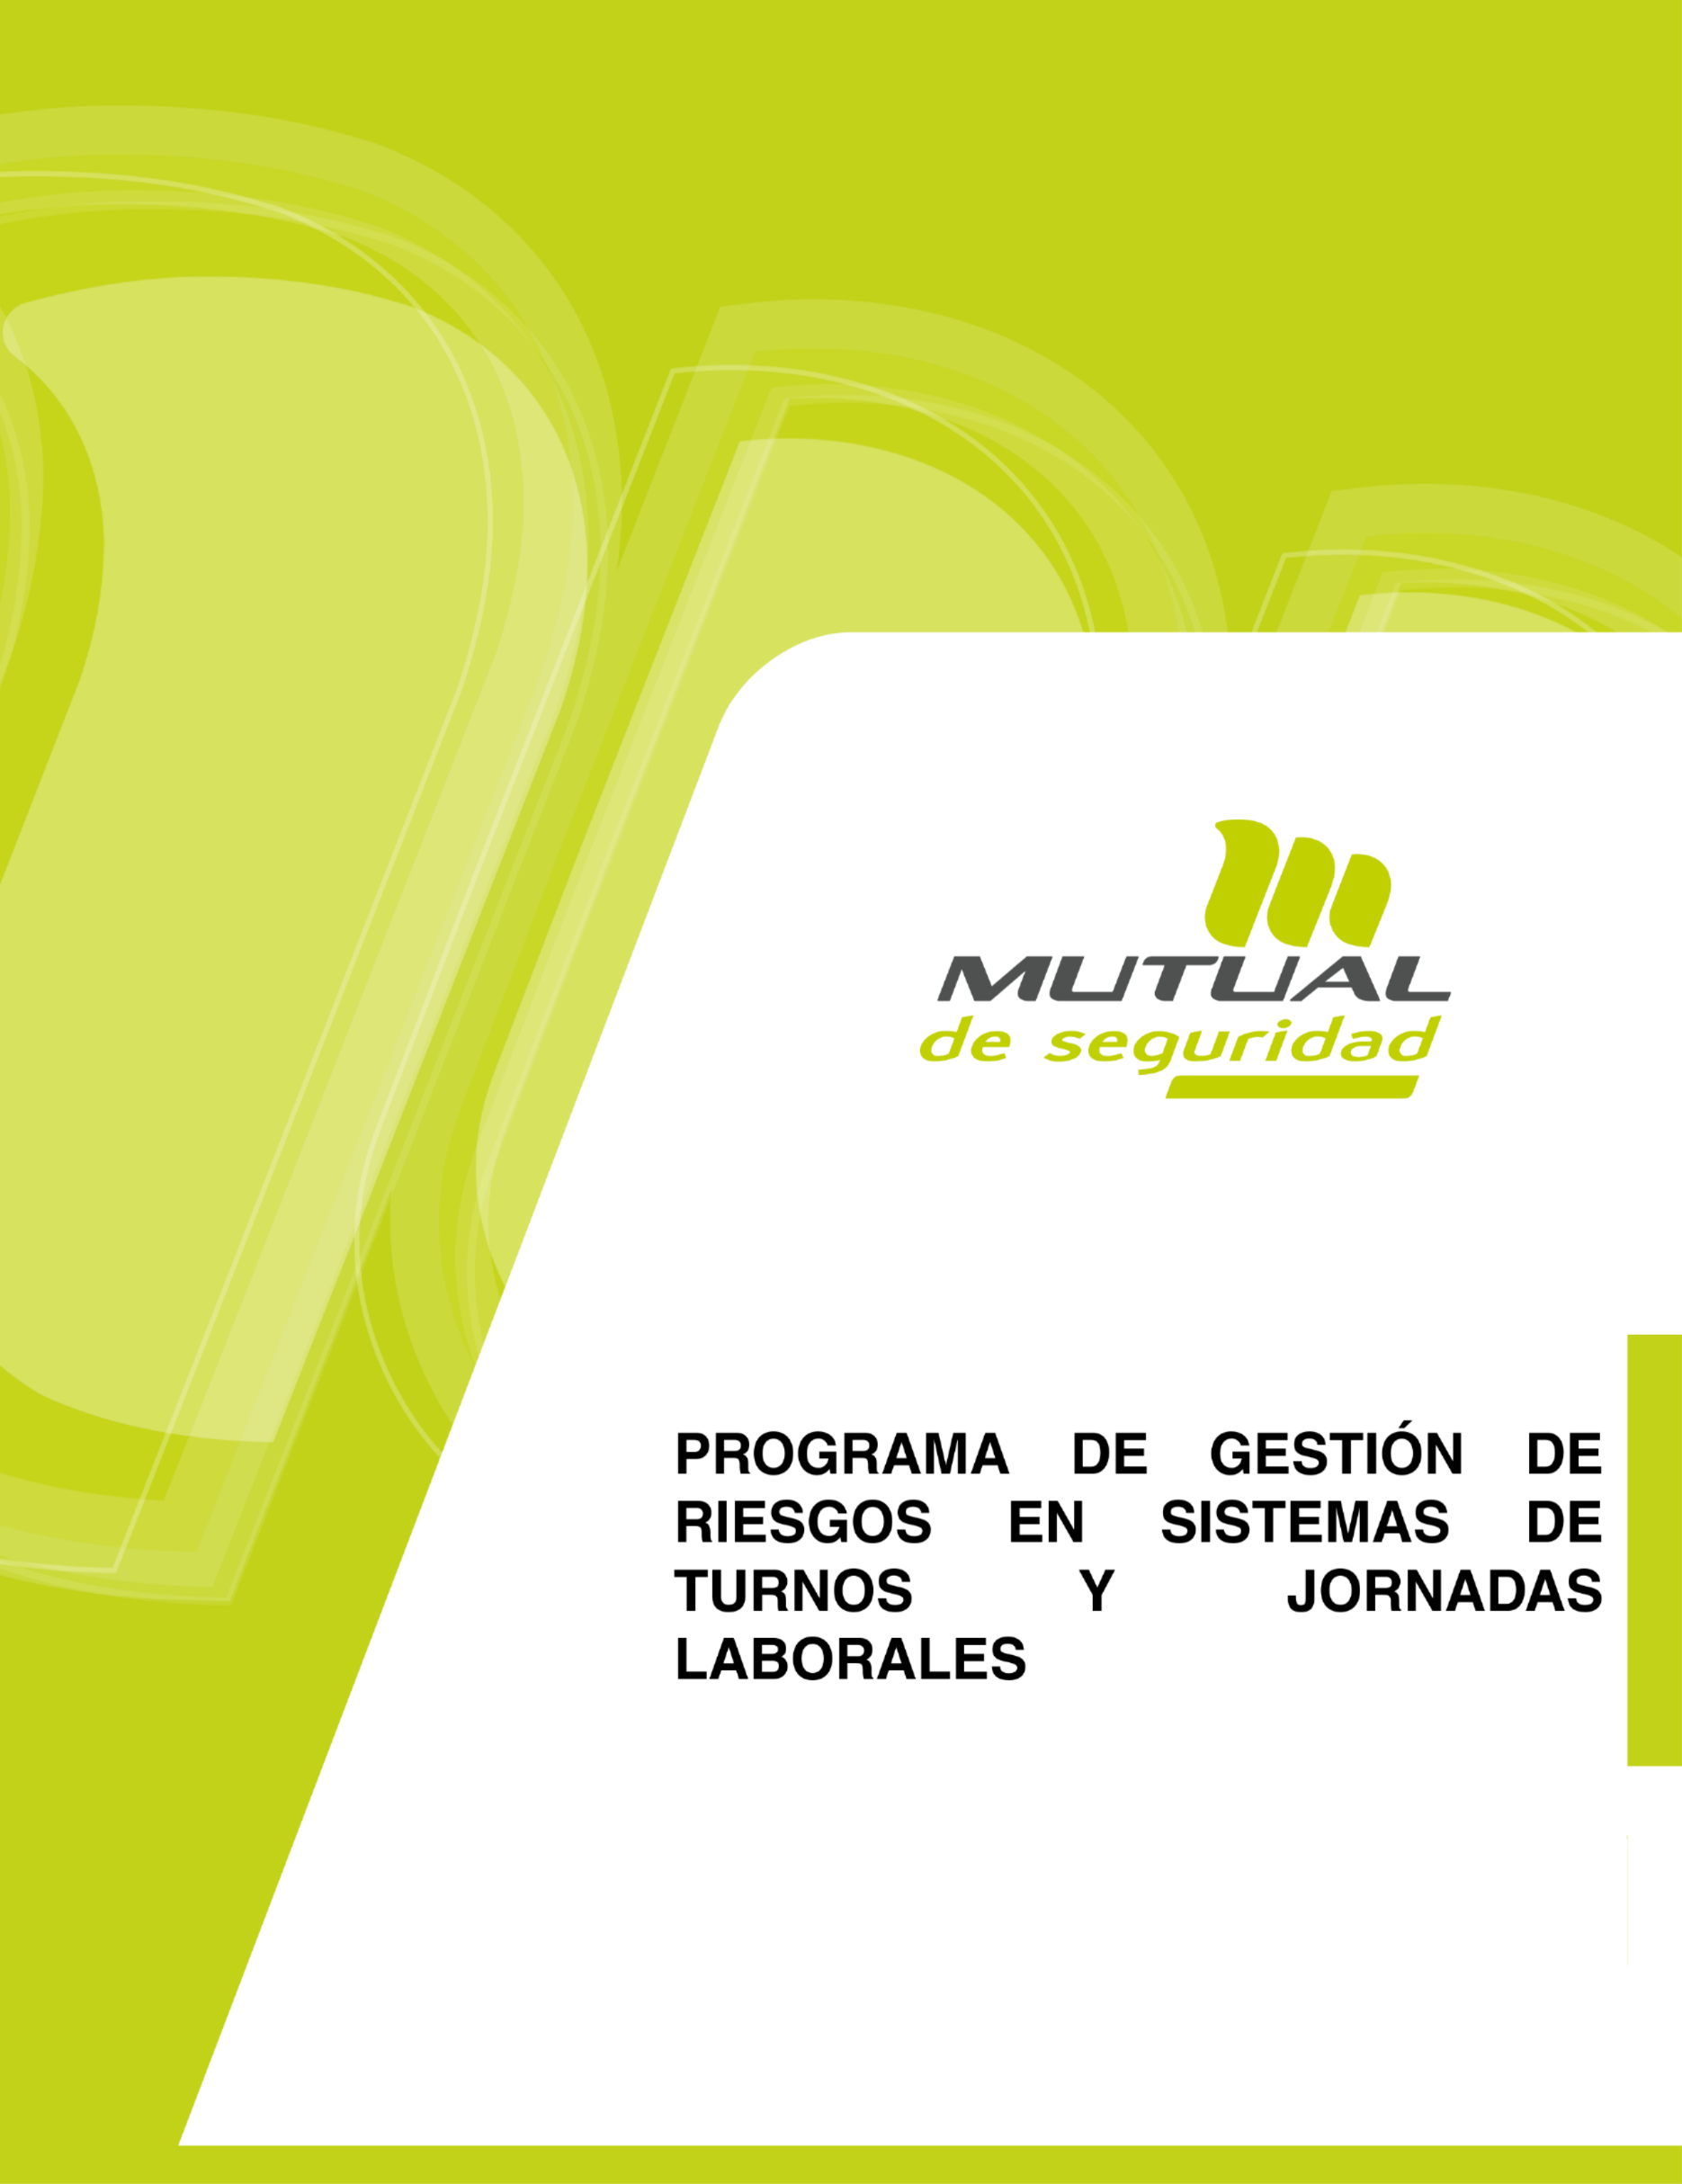 MUTUAL
de seguridad
PROGRAMA DE GESTIÓN DE
RIESGOS EN SISTEMAS DE
TURNOS Y JORNADAS
LABORALES